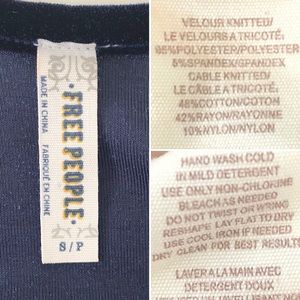 FREE PEOPLE
MADE IN CHINA
FABRIQUÉ EN CHINE
S/P
VELOUR KNITTED/
LE VELOURS A TRICOTÉ:
95%POLYESTER/POLYESTER
5%SPANDEX/SPANDEX
CABLE KNITTED/
LE CABLE A TRICOTÉ:
48%COTTON/COTON
42%RAYON/RAYONNE
10%NYLON/NYLON
HAND WASH COLD
IN MILD DETERGENT
USE ONLY NON-CHLORINE
BLEACH AS NEEDED
DO NOT TWIST OR WRING
RESHAPE LAY FLAT TO DRY
USE COOL IRON IF NEEDED
DRY CLEAN FOR BEST RESULT
LAVER A LA MAIN AVEC
DETERGENT DOUX